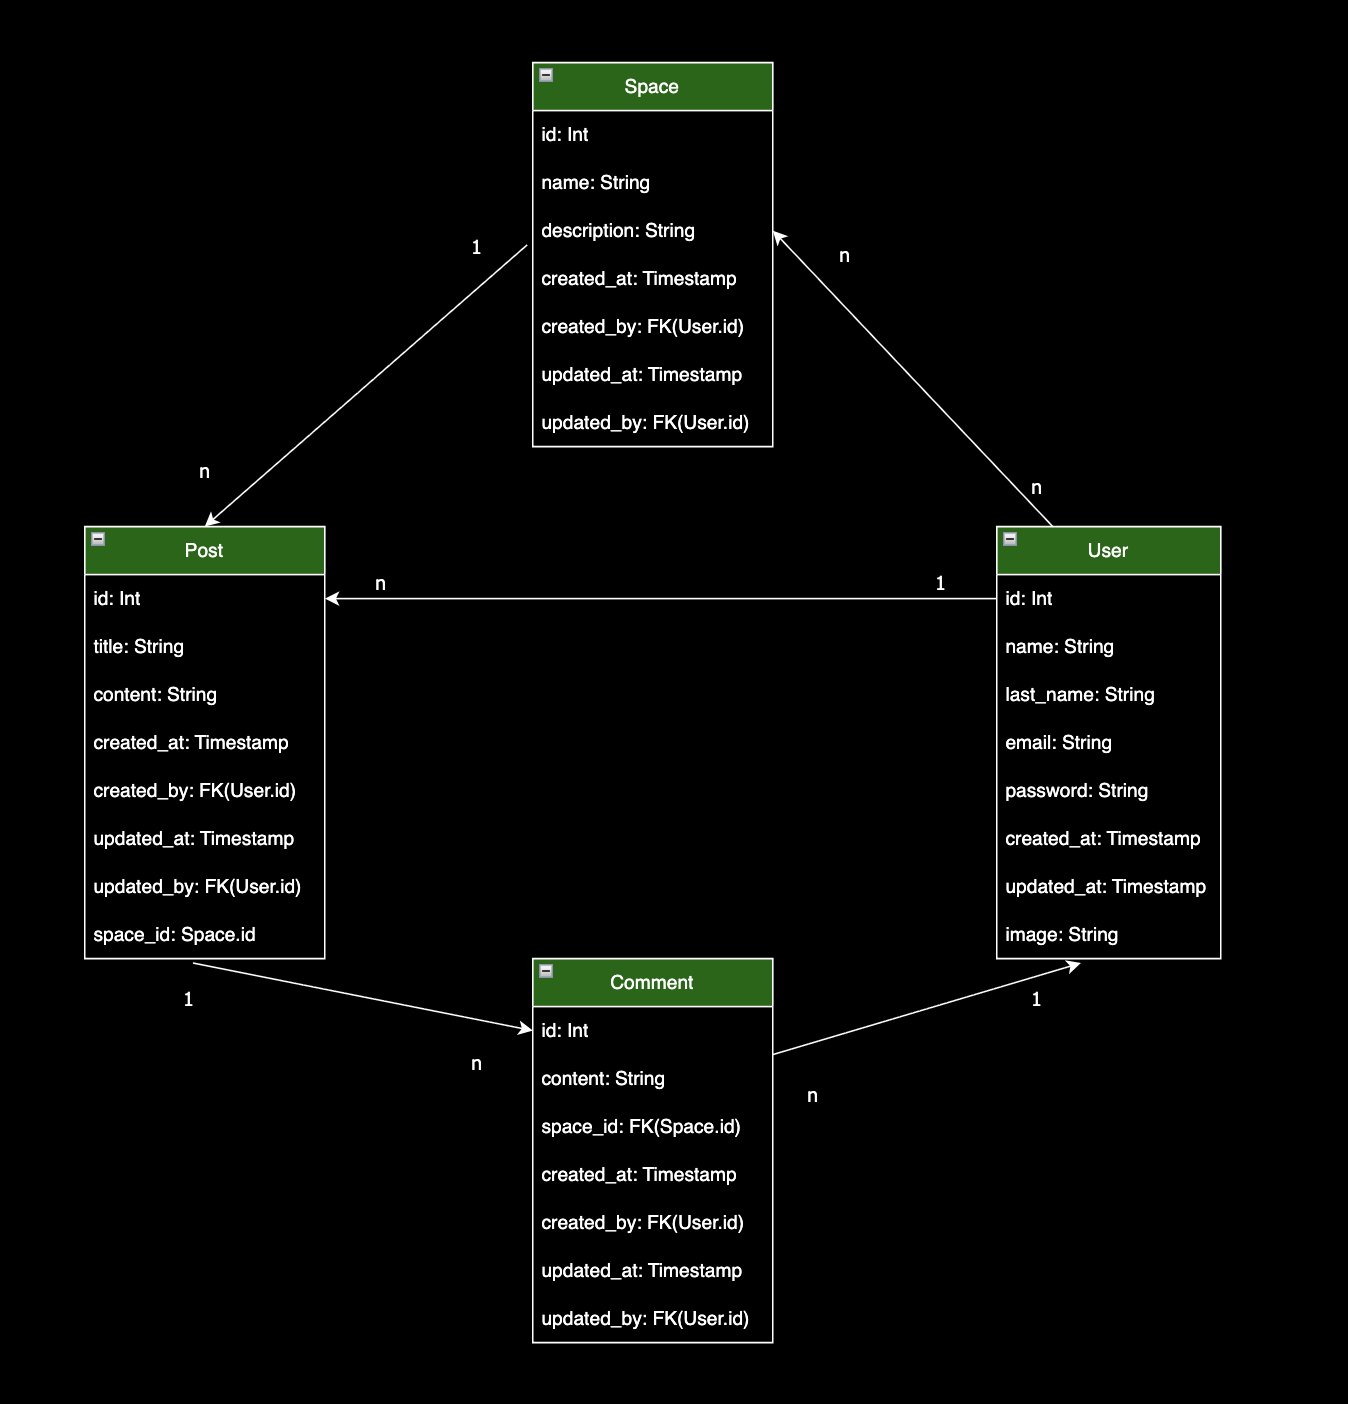 Space
id: Int
name: String
description: String
created_at: Timestamp
created_by: FK(User.id)
updated_at: Timestamp
updated_by: FK(User.id)
1
n
n
n
Post
id: Int
title: String
content: String
created_at: Timestamp
created_by: FK(User.id)
updated_at: Timestamp
updated_by: FK(User.id)
space_id: Space.id
n
1
User
id: Int
name: String
last_name: String
email: String
password: String
created_at: Timestamp
updated_at: Timestamp
image: String
1
n
Comment
id: Int
content: String
space_id: FK(Space.id)
created_at: Timestamp
created_by: FK(User.id)
updated_at: Timestamp
updated_by: FK(User.id)
1
n